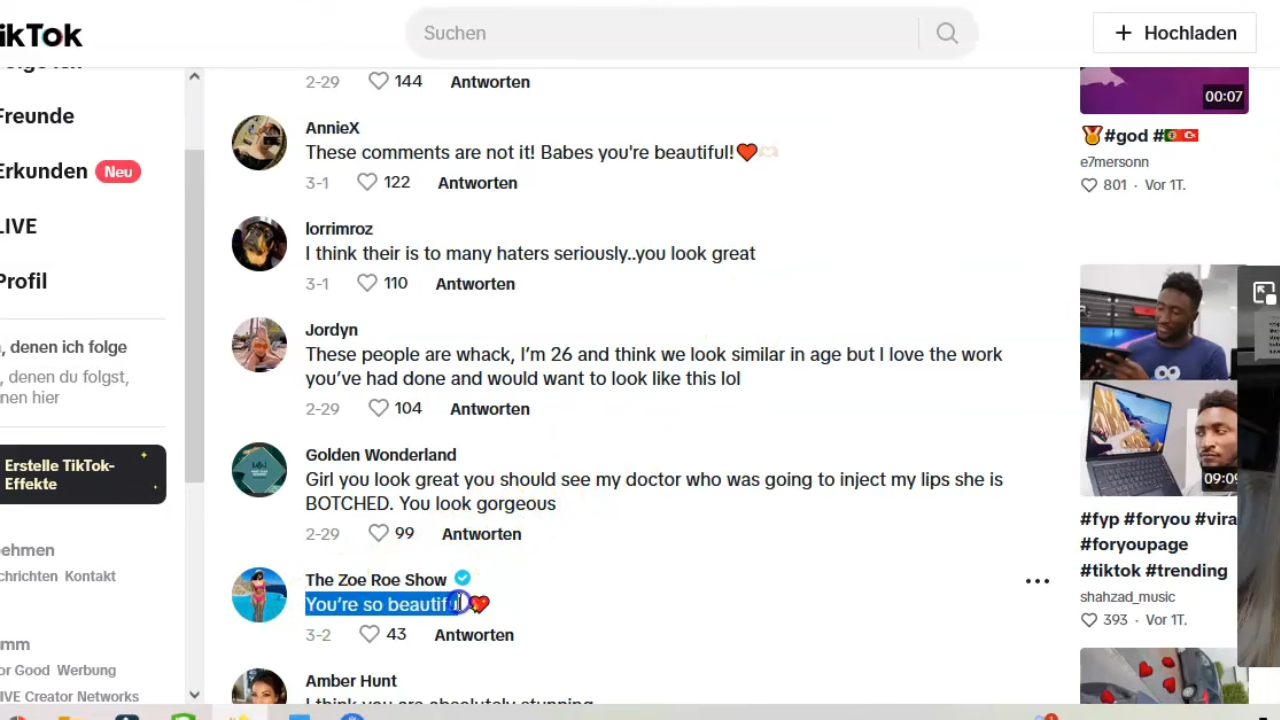 ikTok
Suchen
Hochladen
Freunde
Erkunden Neu
LIVE
Profil
, denen ich folge
, denen du folgst,
nen hier
Erstelle TikTok-
Effekte
ehmen
chrichten Kontakt
mm
or Good Werbung
IVE Creator Networks
2-29 144 Antworten
AnnieX
These comments are not it! Babes you're beautiful!❤️🫶🏻
3-1 122 Antworten
lorrimroz
I think their is to many haters seriously..you look great
3-1 110 Antworten
Jordyn
These people are whack, I'm 26 and think we look similar in age but I love the work
you've had done and would want to look like this lol
2-29 104 Antworten
Golden Wonderland
Girl you look great you should see my doctor who was going to inject my lips she is
BOTCHED. You look gorgeous
2-29 99 Antworten
The Zoe Roe Show
You're so beautiful💖
3-2 43 Antworten
Amber Hunt
I think you are absolutely stunning
00:07
🏅#god #🇵🇹🇹🇷
e7mersonn
801 · Vor 1T.
09:09
#fyp #foryou #vira
#foryoupage
#tiktok #trending
shahzad_music
393 · Vor 1T.